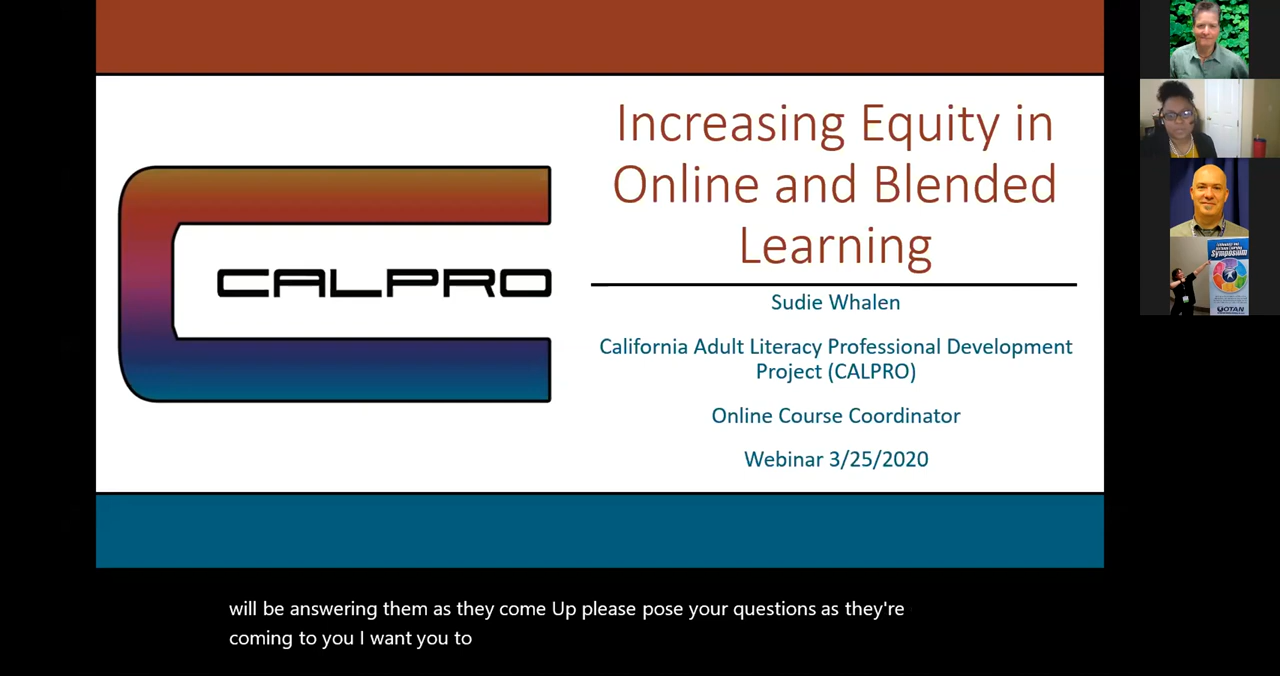 Increasing Equity in
Online and Blended
Learning
CALPRO
Sudie Whalen
California Adult Literacy Professional Development
Project (CALPRO)
Online Course Coordinator
Webinar 3/25/2020
Symposium
OTAN
will be answering them as they come Up please pose your questions as they're
coming to you I want you to